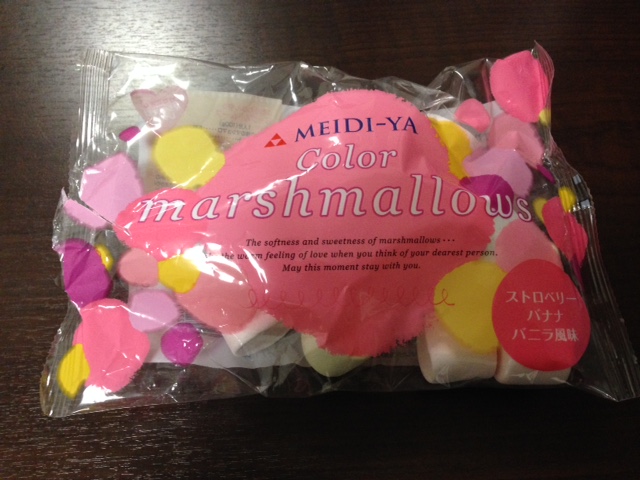 MEIDI-YA
Color
marshmallows
The softness and sweetness of marshmallows・・・
the warm feeling of love when you think of your dearest person.
May this moment stay with you.
ストロベリー
バナナ
バニラ風味